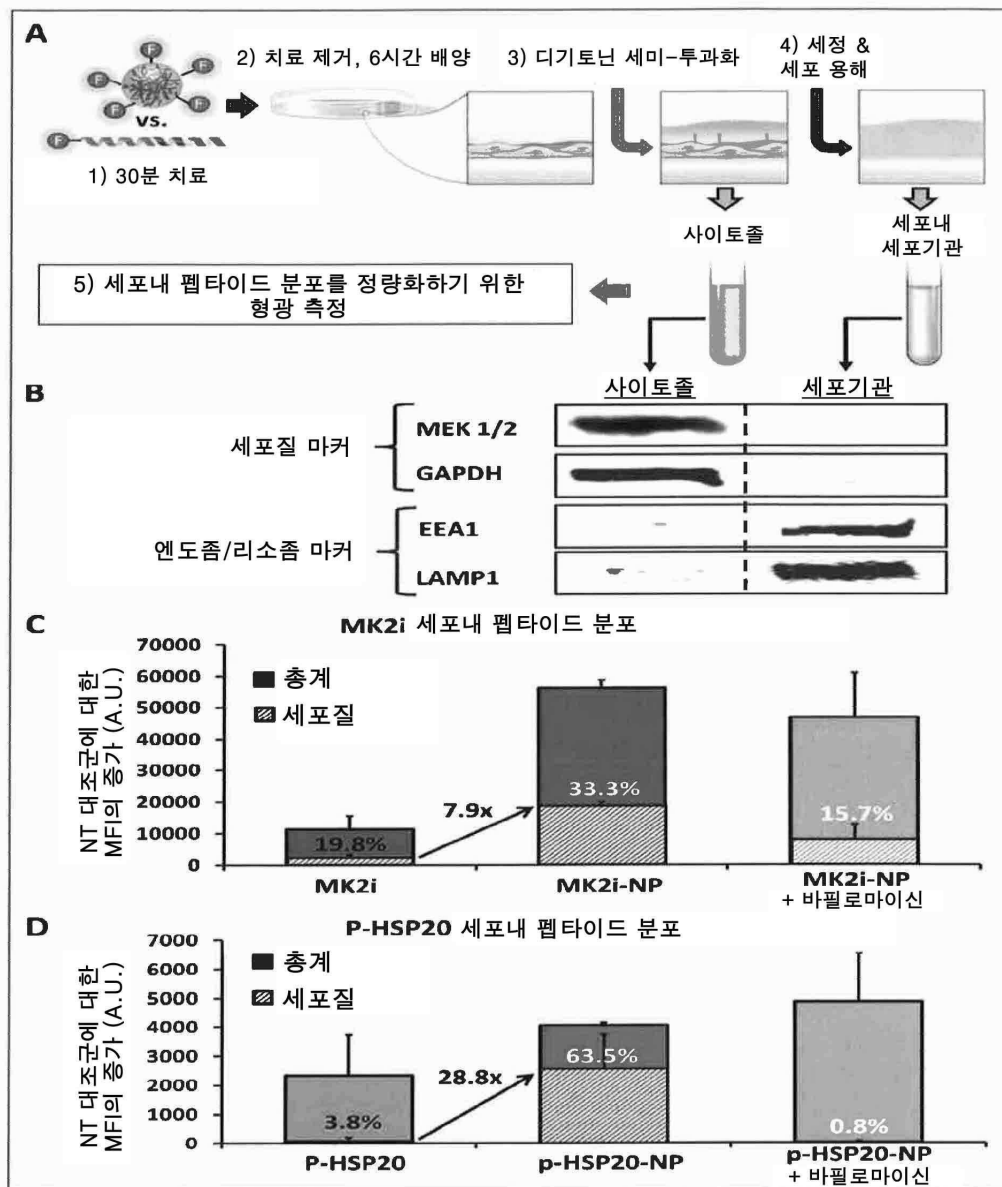 A
F
F
F
F
F
vs.
F
1) 30분 치료
2) 치료 제거, 6시간 배양
3) 디기토닌 세미-투과화
4) 세정 &
세포 용해
사이토졸
세포내
세포기관
5) 세포내 펩타이드 분포를 정량화하기 위한
형광 측정
B
사이토졸
세포기관
세포질 마커
MEK 1/2
GAPDH
엔도좀/리소좀 마커
EEA1
LAMP1
C
MK2i 세포내 펩타이드 분포
NT 대조군에 대한
MFI의 증가 (A.U.)
70000
60000
50000
40000
30000
20000
10000
0
총계
세포질
19.8%
7.9x
33.3%
15.7%
MK2i
MK2i-NP
MK2i-NP
+ 바필로마이신
D
P-HSP20 세포내 펩타이드 분포
NT 대조군에 대한
MFI의 증가 (A.U.)
7000
6000
5000
4000
3000
2000
1000
0
총계
세포질
3.8%
28.8x
63.5%
0.8%
P-HSP20
p-HSP20-NP
p-HSP20-NP
+ 바필로마이신